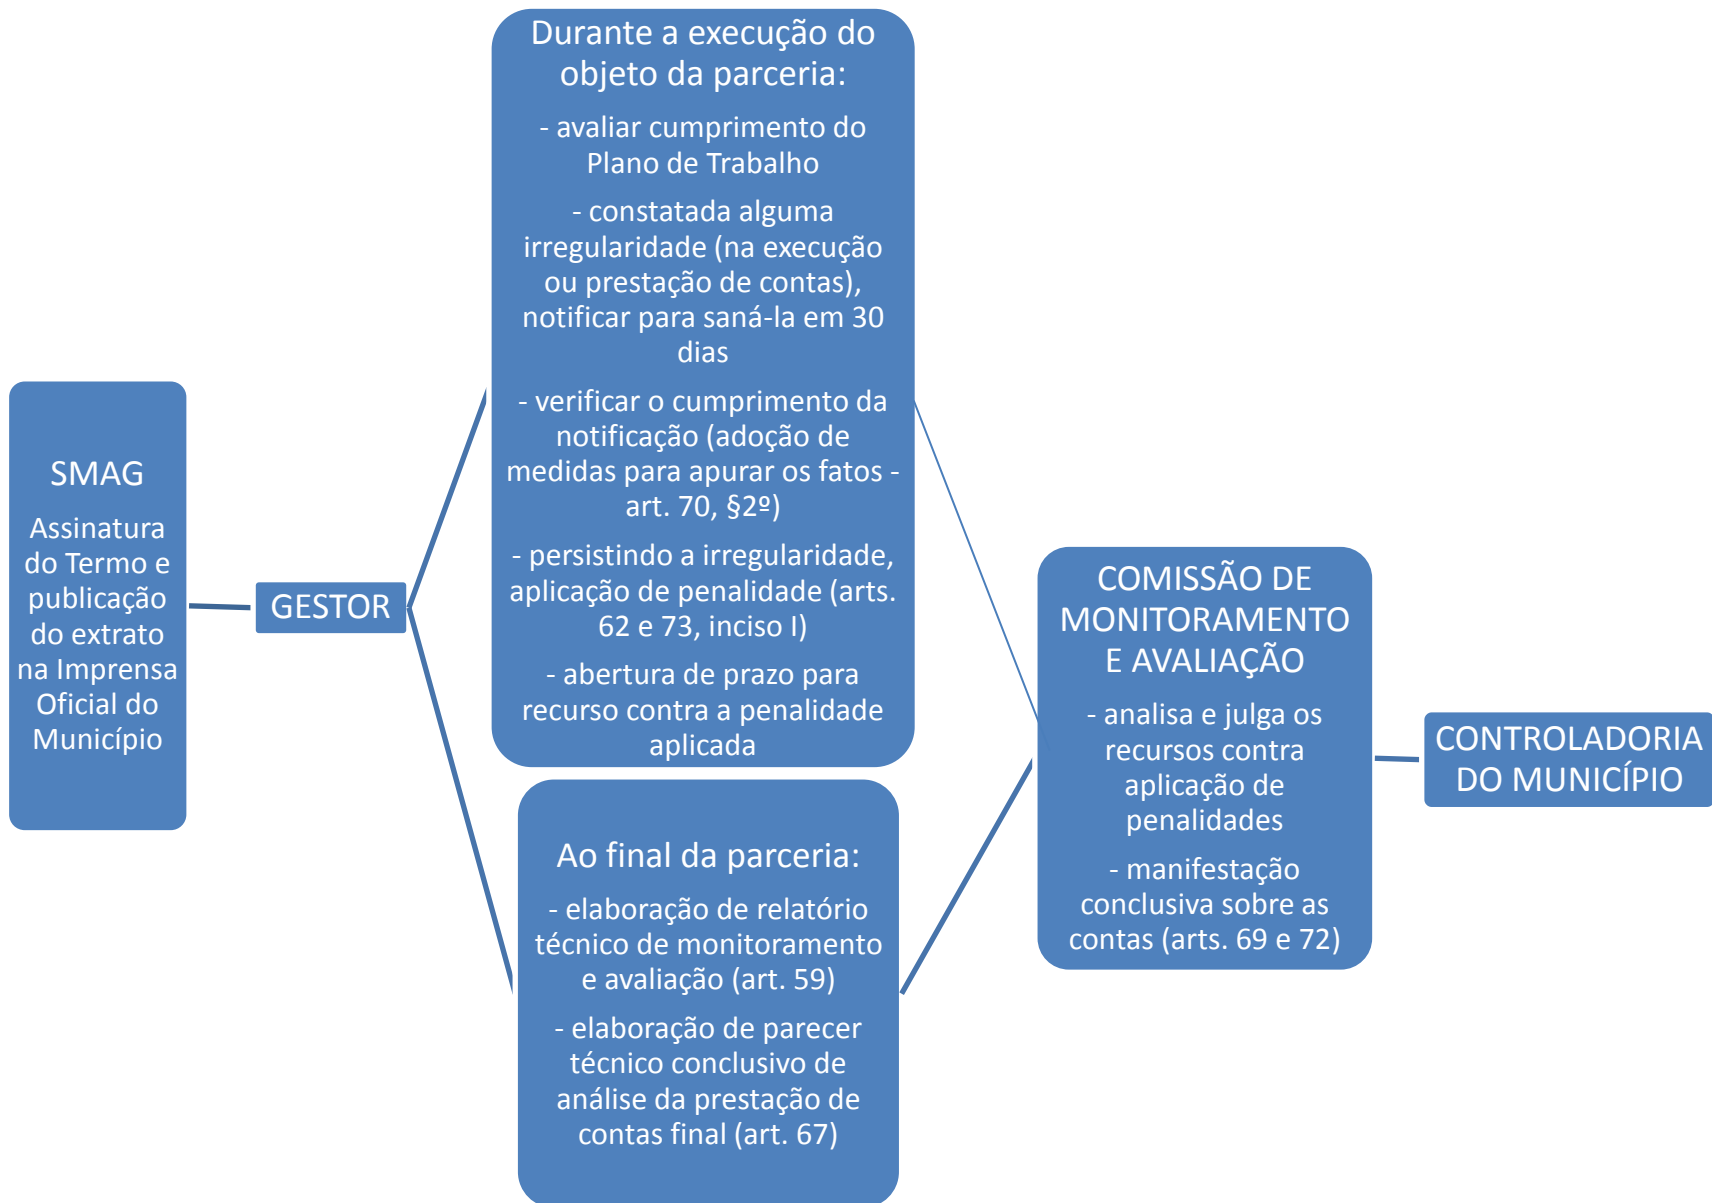 SMAG
Assinatura
do Termo e
publicação
do extrato
na Imprensa
Oficial do
Município
GESTOR
Durante a execução do
objeto da parceria:
- avaliar cumprimento do
Plano de Trabalho
- constatada alguma
irregularidade (na execução
ou prestação de contas),
notificar para saná-la em 30
dias
- verificar o cumprimento da
notificação (adoção de
medidas para apurar os fatos -
art. 70, §2º)
- persistindo a irregularidade,
aplicação de penalidade (arts.
62 e 73, inciso I)
- abertura de prazo para
recurso contra a penalidade
aplicada
Ao final da parceria:
- elaboração de relatório
técnico de monitoramento
e avaliação (art. 59)
- elaboração de parecer
técnico conclusivo de
análise da prestação de
contas final (art. 67)
COMISSÃO DE
MONITORAMENTO
E AVALIAÇÃO
- analisa e julga os
recursos contra
aplicação de
penalidades
- manifestação
conclusiva sobre as
contas (arts. 69 e 72)
CONTROLADORIA
DO MUNICÍPIO